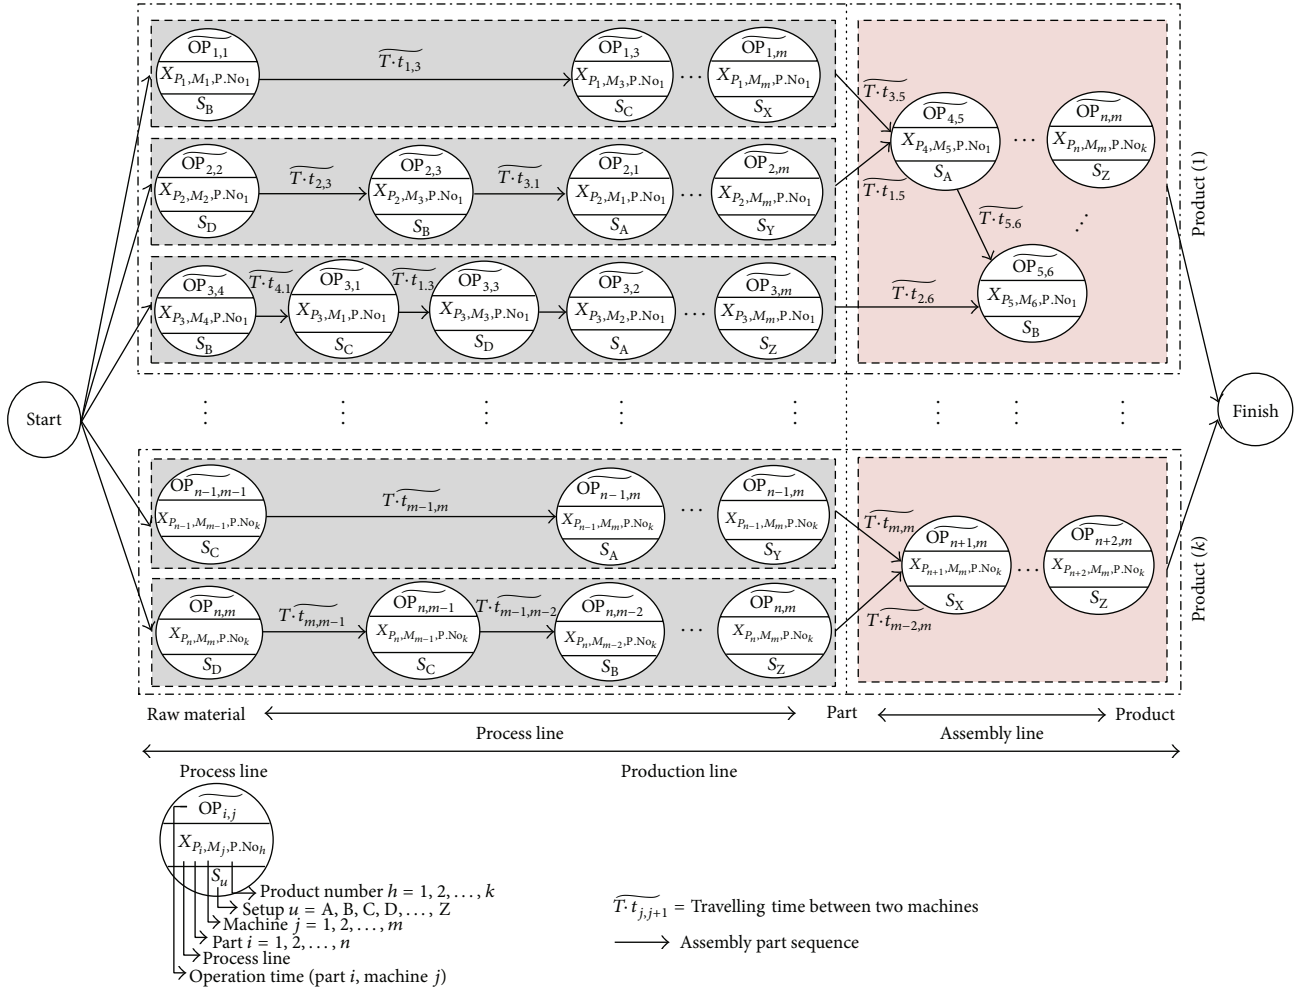 OP1,1 T·t1,3 OP1,3 OP1,m
XP1,M1,P.No1 XP1,M3,P.No1 ... XP1,Mm,P.No1
SB SC SX
T·t3.5
OP4,5 OPn,m
XP4,M5,P.No1 ... XPn,Mm,P.Nok
SA SZ
OP2,2 T·t2,3 OP2,3 T·t3.1 OP2,1 OP2,m
XP2,M2,P.No1 XP2,M3,P.No1 XP2,M1,P.No1 ... XP2,Mm,P.No1
SD SB SA SY
T·t1.5
T·t5.6
Product (1)
OP3,4 T·t4.1 OP3,1 T·t1.3 OP3,3 OP3,2 OP3,m
XP3,M4,P.No1 XP3,M1,P.No1 XP3,M3,P.No1 XP3,M2,P.No1 ... XP3,Mm,P.No1
SB SC SD SA SZ
T·t2.6
OP5,6
XP5,M6,P.No1
SB
Start
Finish
OPn−1,m−1 T·tm−1,m OPn−1,m OPn−1,m
XPn−1,Mm−1,P.Nok XPn−1,Mm,P.Nok ... XPn−1,Mm,P.Nok
SC SA SY
T·tm,m
OPn+1,m OPn+2,m
XPn+1,Mm,P.Nok ... XPn+2,Mm,P.Nok
SX SZ
OPn,m T·tm,m−1 OPn,m−1 T·tm−1,m−2 OPn,m−2 OPn,m
XPn,Mm,P.Nok XPn,Mm−1,P.Nok XPn,Mm−2,P.Nok ... XPn,Mm,P.Nok
SD SC SB SZ
T·tm−2,m
Product (k)
Raw material Part Product
Process line Assembly line
Production line
Process line
OPi,j
XPi,Mj,P.Noh
Su
Product number h = 1, 2, . . . , k
Setup u = A, B, C, D, . . . , Z
Machine j = 1, 2, . . . , m
Part i = 1, 2, . . . , n
Process line
Operation time (part i, machine j)
T·tj,j+1 = Travelling time between two machines
Assembly part sequence